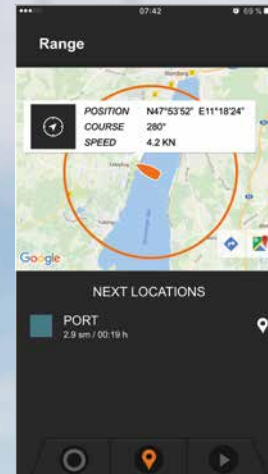 07:42
69 %
Range
Starnberg
POSITION N47°53'52" E11°18'24"
COURSE 280°
SPEED 4.2 KN
Google
NEXT LOCATIONS
PORT
2.9 sm / 00:19 h